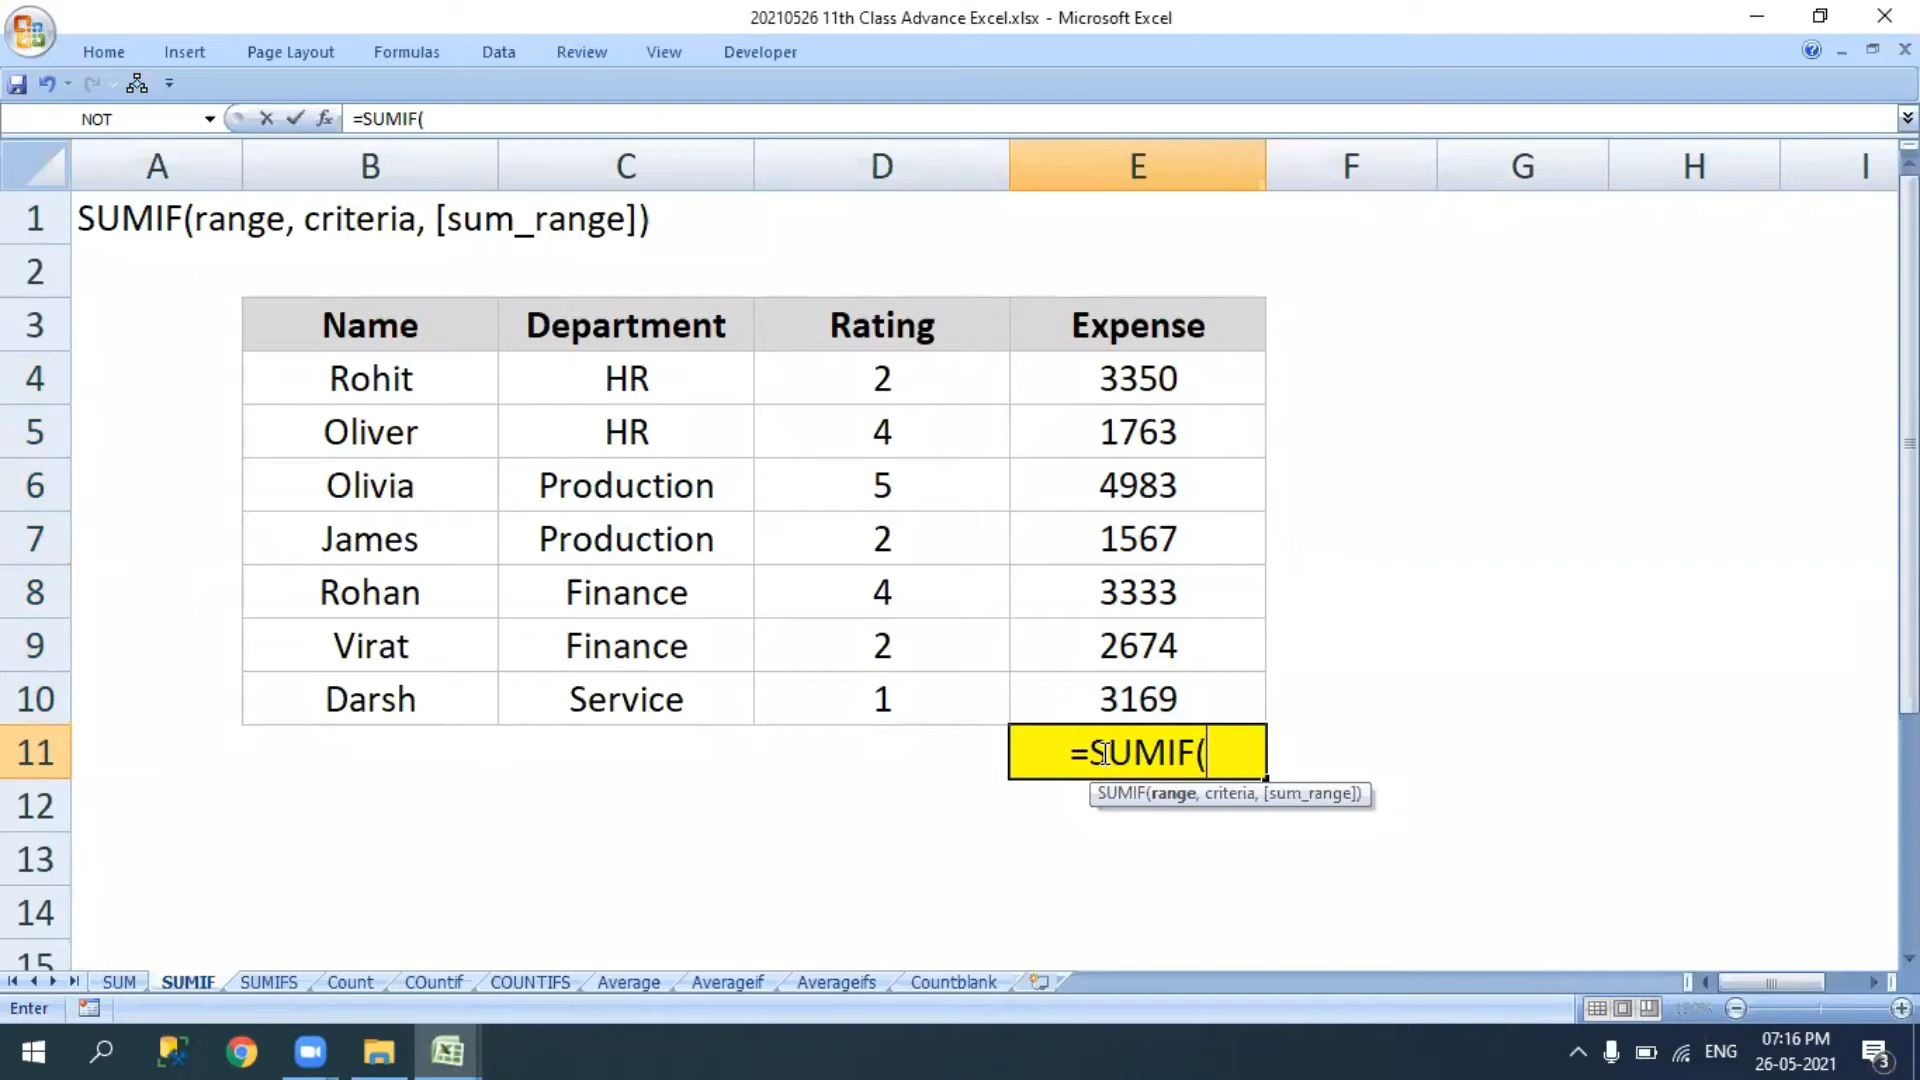 20210526 11th Class Advance Excel.xlsx - Microsoft Excel
Home Insert Page Layout Formulas Data Review View Developer
NOT =SUMIF(
A B C D E F G H I
1 SUMIF(range, criteria, [sum_range])
2
3 Name Department Rating Expense
4 Rohit HR 2 3350
5 Oliver HR 4 1763
6 Olivia Production 5 4983
7 James Production 2 1567
8 Rohan Finance 4 3333
9 Virat Finance 2 2674
10 Darsh Service 1 3169
11 =SUMIF(
SUMIF(range, criteria, [sum_range])
12
13
14
15
SUM SUMIF SUMIFS Count COuntif COUNTIFS Average Averageif Averageifs Countblank
Enter
ENG
07:16 PM
26-05-2021
3